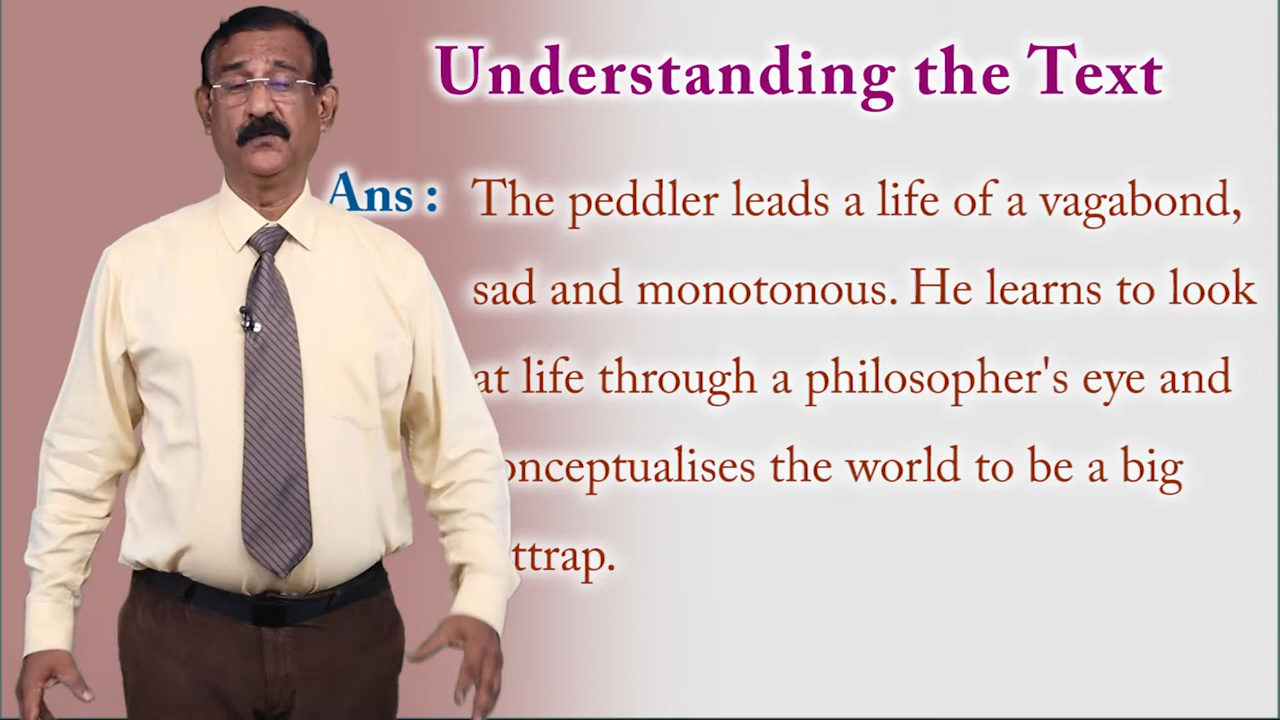 Understanding the Text
Ans : The peddler leads a life of a vagabond,
sad and monotonous. He learns to look
at life through a philosopher's eye and
the world to be a big